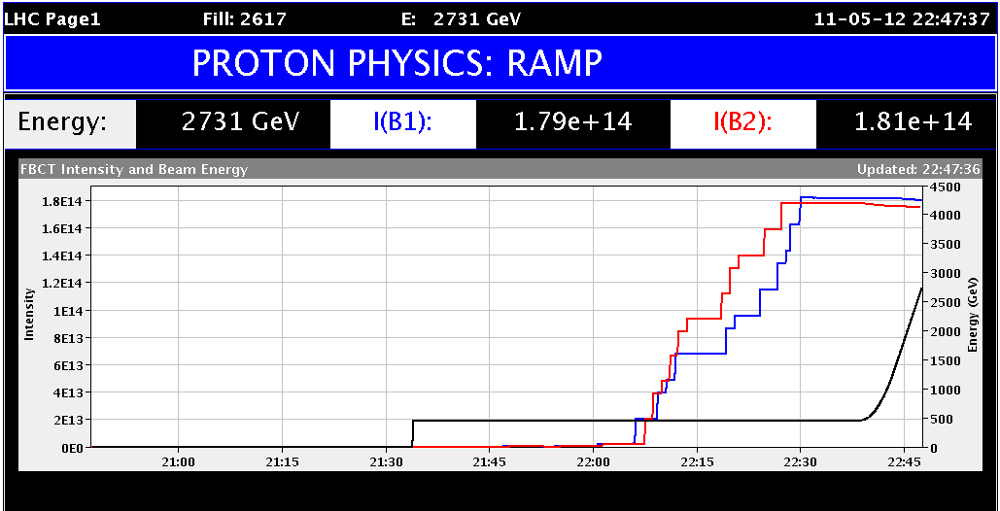 LHC Page1 Fill: 2617 E: 2731 GeV 11-05-12 22:47:37
PROTON PHYSICS: RAMP
Energy: 2731 GeV I(B1): 1.79e+14 I(B2): 1.81e+14
FBCT Intensity and Beam Energy Updated: 22:47:36
Intensity
1.8E14
1.6E14
1.4E14
1.2E14
1E14
8E13
6E13
4E13
2E13
0E0
4500
4000
3500
3000
2500
2000
1500
1000
500
0
Energy (GeV)
21:00 21:15 21:30 21:45 22:00 22:15 22:30 22:45